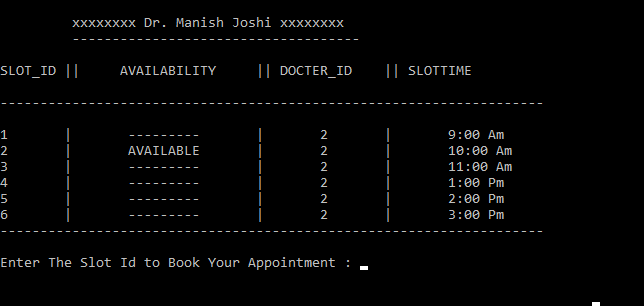 xxxxxxxx Dr. Manish Joshi xxxxxxxx
------------------------------------
SLOT_ID || AVAILABILITY || DOCTER_ID || SLOTTIME
--------------------------------------------------------------------
1 | --------- | 2 | 9:00 Am
2 | AVAILABLE | 2 | 10:00 Am
3 | --------- | 2 | 11:00 Am
4 | --------- | 2 | 1:00 Pm
5 | --------- | 2 | 2:00 Pm
6 | --------- | 2 | 3:00 Pm
--------------------------------------------------------------------
Enter The Slot Id to Book Your Appointment :